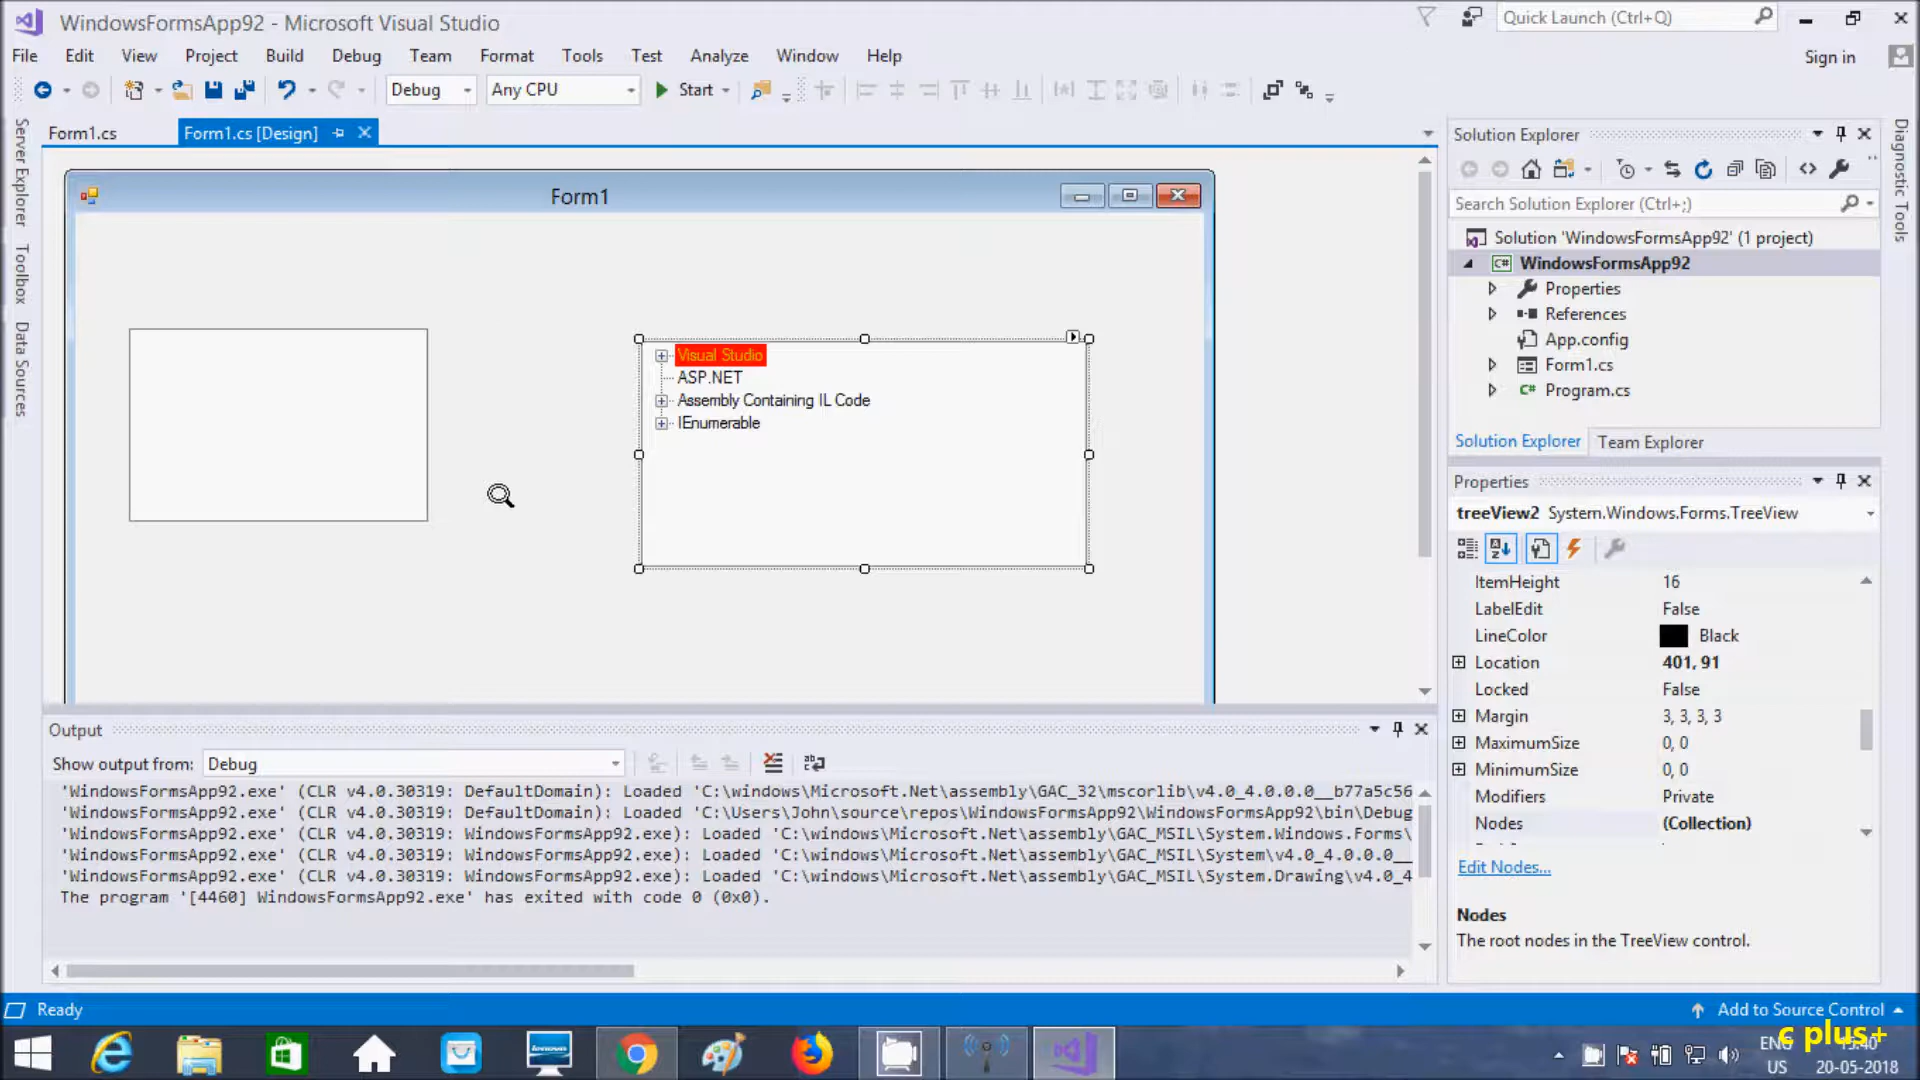 WindowsFormsApp92 - Microsoft Visual Studio
Quick Launch (Ctrl+Q)
File Edit View Project Build Debug Team Format Tools Test Analyze Window Help
Sign in
Debug Any CPU Start
Form1.cs
Form1.cs [Design]
Server Explorer
Toolbox
Data Sources
Form1
Visual Studio
ASP.NET
Assembly Containing IL Code
IEnumerable
Output
Show output from: Debug
'WindowsFormsApp92.exe' (CLR v4.0.30319: DefaultDomain): Loaded 'C:\windows\Microsoft.Net\assembly\GAC_32\mscorlib\v4.0_4.0.0.0__b77a5c56
'WindowsFormsApp92.exe' (CLR v4.0.30319: DefaultDomain): Loaded 'C:\Users\John\source\repos\WindowsFormsApp92\WindowsFormsApp92\bin\Debug
'WindowsFormsApp92.exe' (CLR v4.0.30319: WindowsFormsApp92.exe): Loaded 'C:\windows\Microsoft.Net\assembly\GAC_MSIL\System.Windows.Forms\
'WindowsFormsApp92.exe' (CLR v4.0.30319: WindowsFormsApp92.exe): Loaded 'C:\windows\Microsoft.Net\assembly\GAC_MSIL\System\v4.0_4.0.0.0__
'WindowsFormsApp92.exe' (CLR v4.0.30319: WindowsFormsApp92.exe): Loaded 'C:\windows\Microsoft.Net\assembly\GAC_MSIL\System.Drawing\v4.0_4
The program '[4460] WindowsFormsApp92.exe' has exited with code 0 (0x0).
Solution Explorer
Search Solution Explorer (Ctrl+;)
Solution 'WindowsFormsApp92' (1 project)
C# WindowsFormsApp92
Properties
References
App.config
Form1.cs
C# Program.cs
Solution Explorer Team Explorer
Properties
treeView2 System.Windows.Forms.TreeView
ItemHeight 16
LabelEdit False
LineColor Black
Location 401, 91
Locked False
Margin 3, 3, 3, 3
MaximumSize 0, 0
MinimumSize 0, 0
Modifiers Private
Nodes (Collection)
Edit Nodes...
Nodes
The root nodes in the TreeView control.
Diagnostic Tools
Ready
Add to Source Control
c plus+
US 20-05-2018